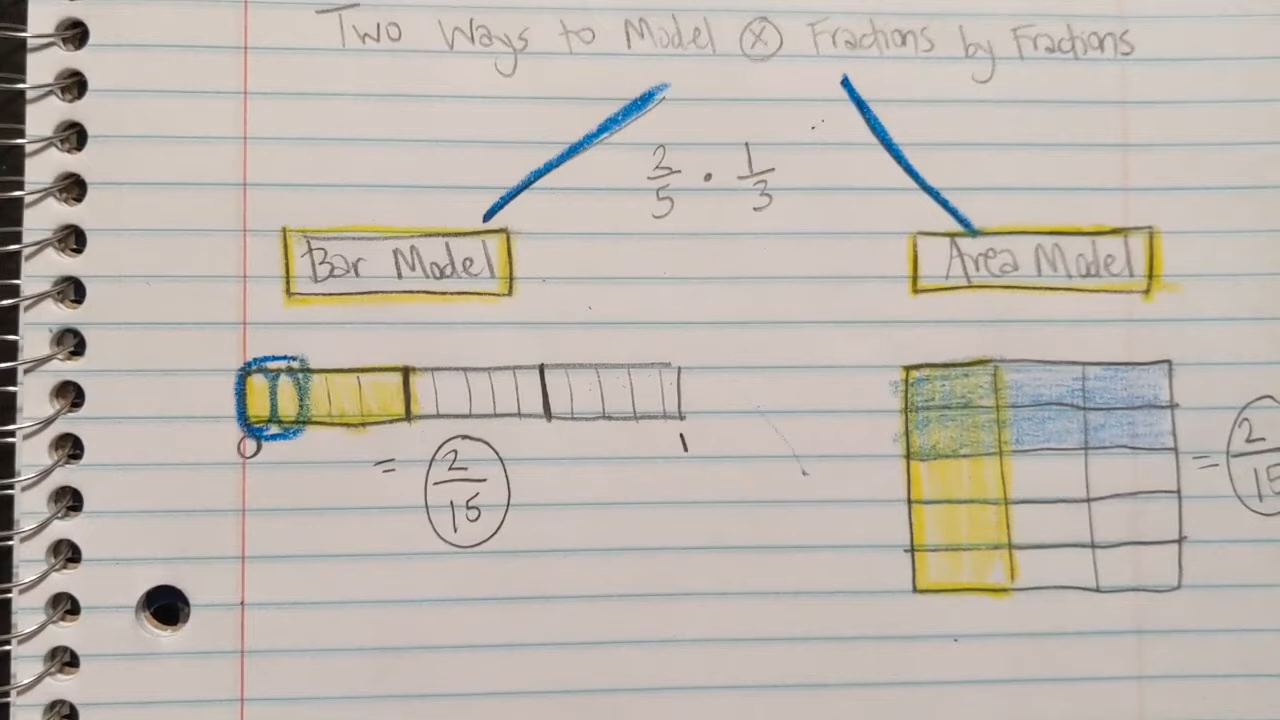 Two Ways to Model ⊗ Fractions by Fractions
2/5 · 1/3
Bar Model
Area Model
0
1
= 2/15
= 2/15